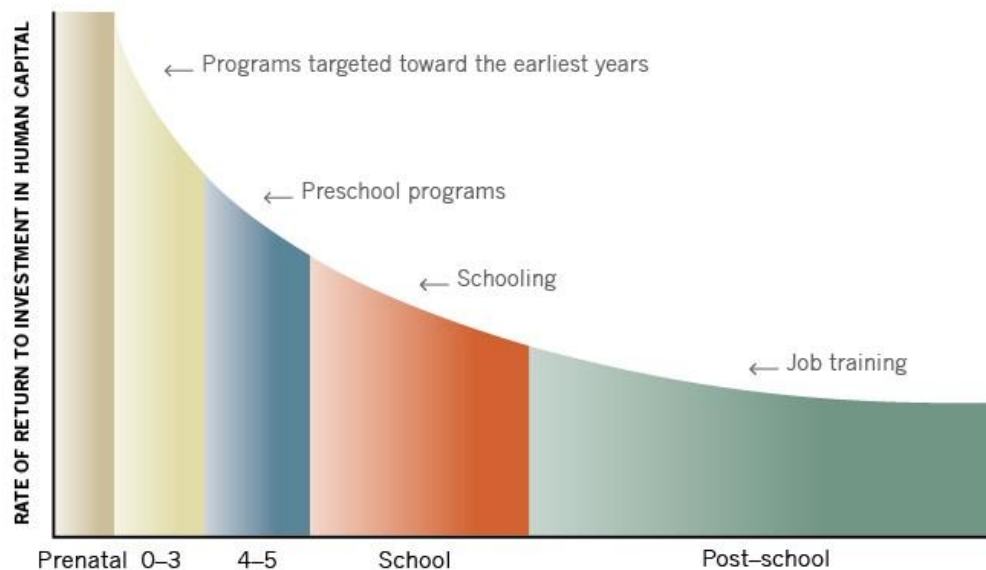 RATE OF RETURN TO INVESTMENT IN HUMAN CAPITAL
← Programs targeted toward the earliest years
← Preschool programs
← Schooling
← Job training
Prenatal 0–3 4–5 School Post–school